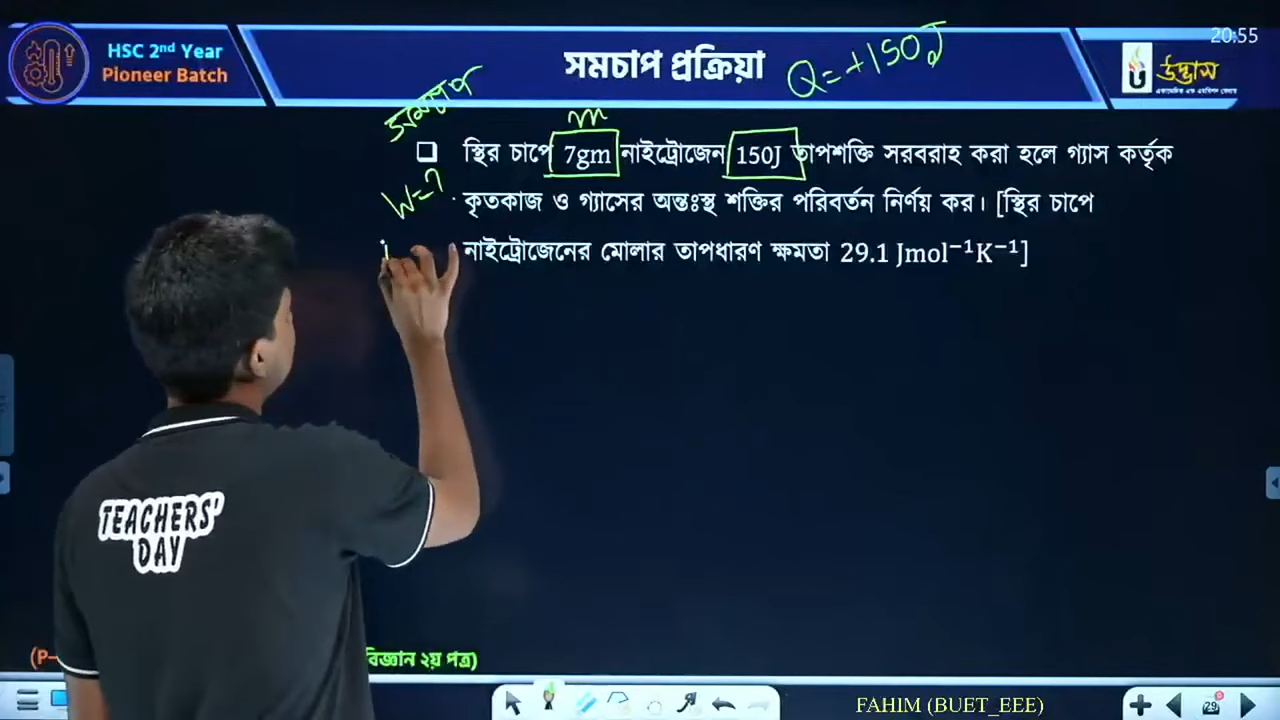 20:55
HSC 2nd Year
Pioneer Batch
সমচাপ প্রক্রিয়া
Q=+150J
উদ্ভাস
সমচাপ
m
❑ স্থির চাপে 7gm নাইট্রোজেন 150J তাপশক্তি সরবরাহ করা হলে গ্যাস কর্তৃক
W=?
কৃতকাজ ও গ্যাসের অন্তঃস্থ শক্তির পরিবর্তন নির্ণয় কর। [স্থির চাপে
নাইট্রোজেনের মোলার তাপধারণ ক্ষমতা 29.1 Jmol⁻¹K⁻¹]
TEACHERS'
DAY
(P-
বিজ্ঞান ২য় পত্র)
FAHIM (BUET_EEE)
29